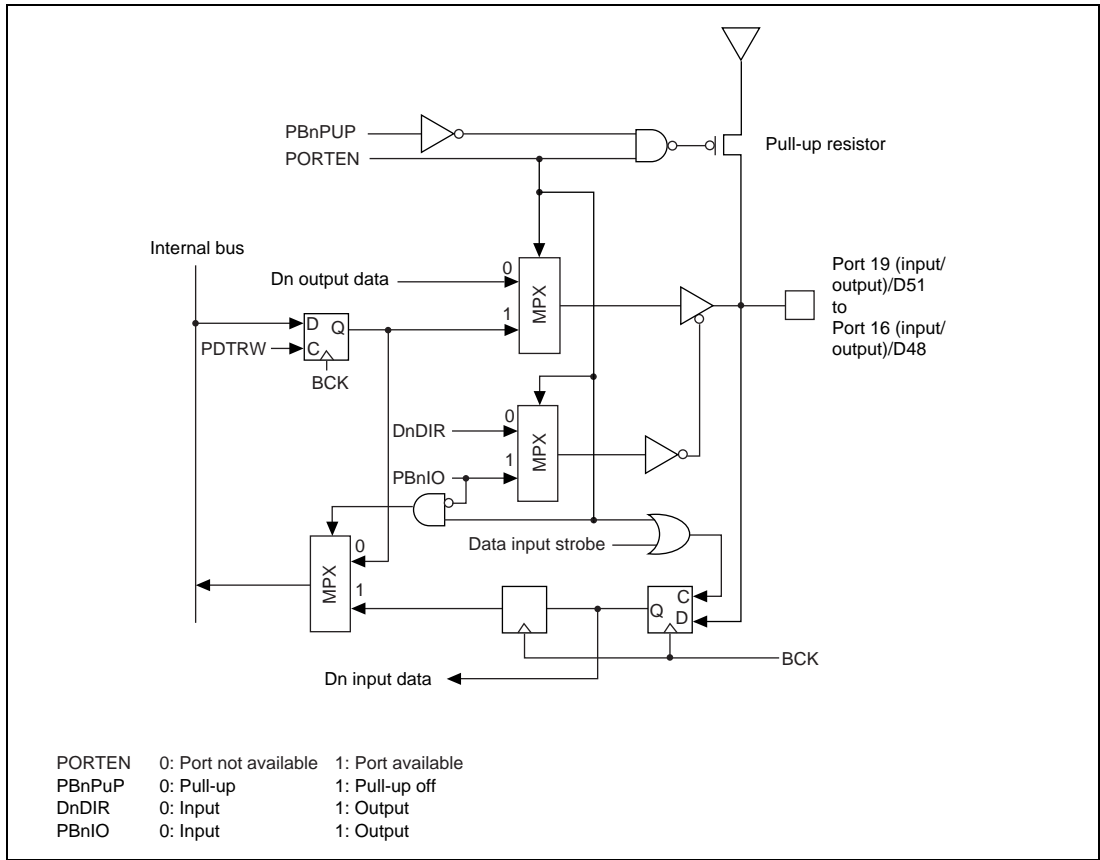 PBnPUP
PORTEN
Pull-up resistor
Internal bus
Dn output data
0
1
MPX
Port 19 (input/
output)/D51
to
Port 16 (input/
output)/D48
D Q
PDTRW
C
BCK
DnDIR
0
1
MPX
PBnIO
Data input strobe
MPX
0
1
C
Q
D
BCK
Dn input data
PORTEN 0: Port not available 1: Port available
PBnPuP 0: Pull-up 1: Pull-up off
DnDIR 0: Input 1: Output
PBnIO 0: Input 1: Output